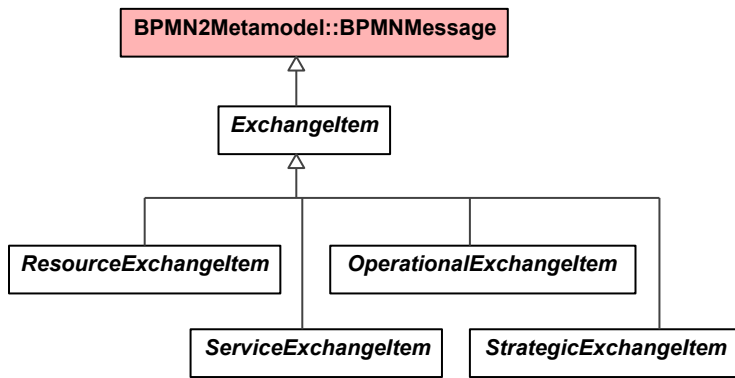 BPMN2Metamodel::BPMNMessage
ExchangeItem
ResourceExchangeItem
OperationalExchangeItem
ServiceExchangeItem
StrategicExchangeItem